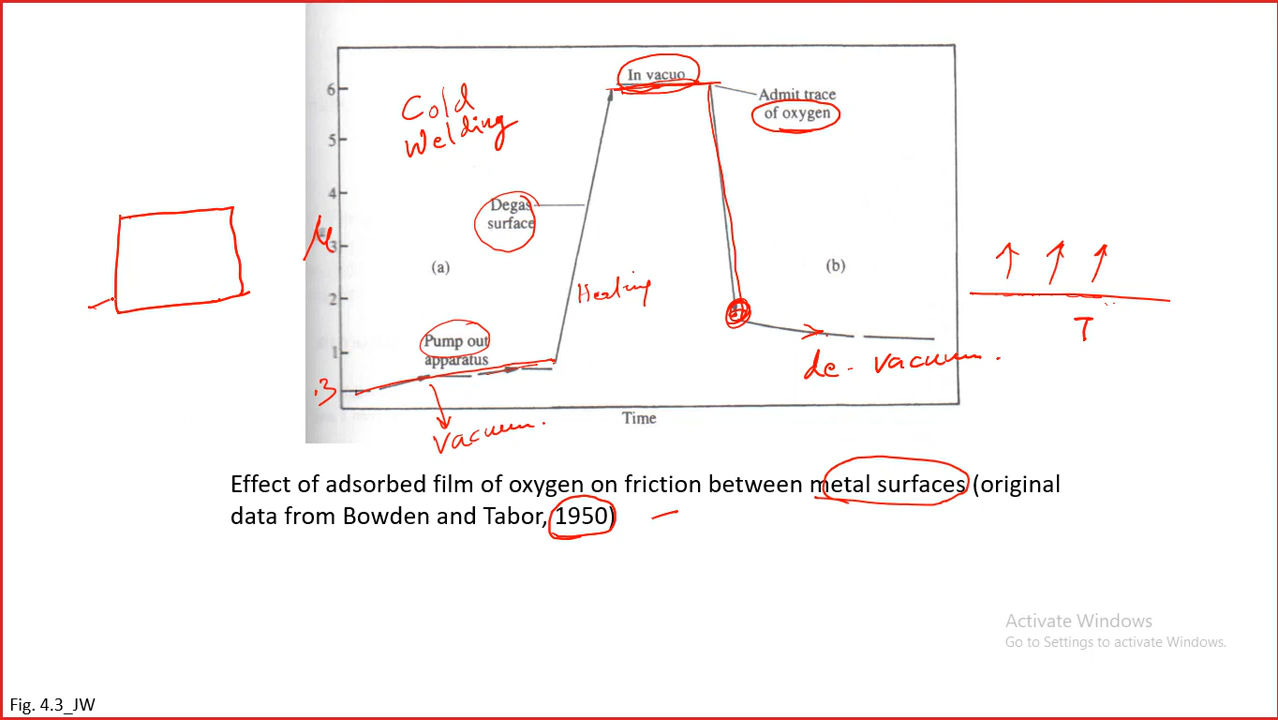 6
In vacuo
Admit trace
of oxygen
Cold
Welding
5
4
Degas
surface
μ
3
(a)
(b)
Heating
2
T
Pump out
apparatus
1
de - vacuum.
.3
Time
Vacuum.
Effect of adsorbed film of oxygen on friction between metal surfaces (original
data from Bowden and Tabor, 1950)
Activate Windows
Go to Settings to activate Windows.
Fig. 4.3_JW